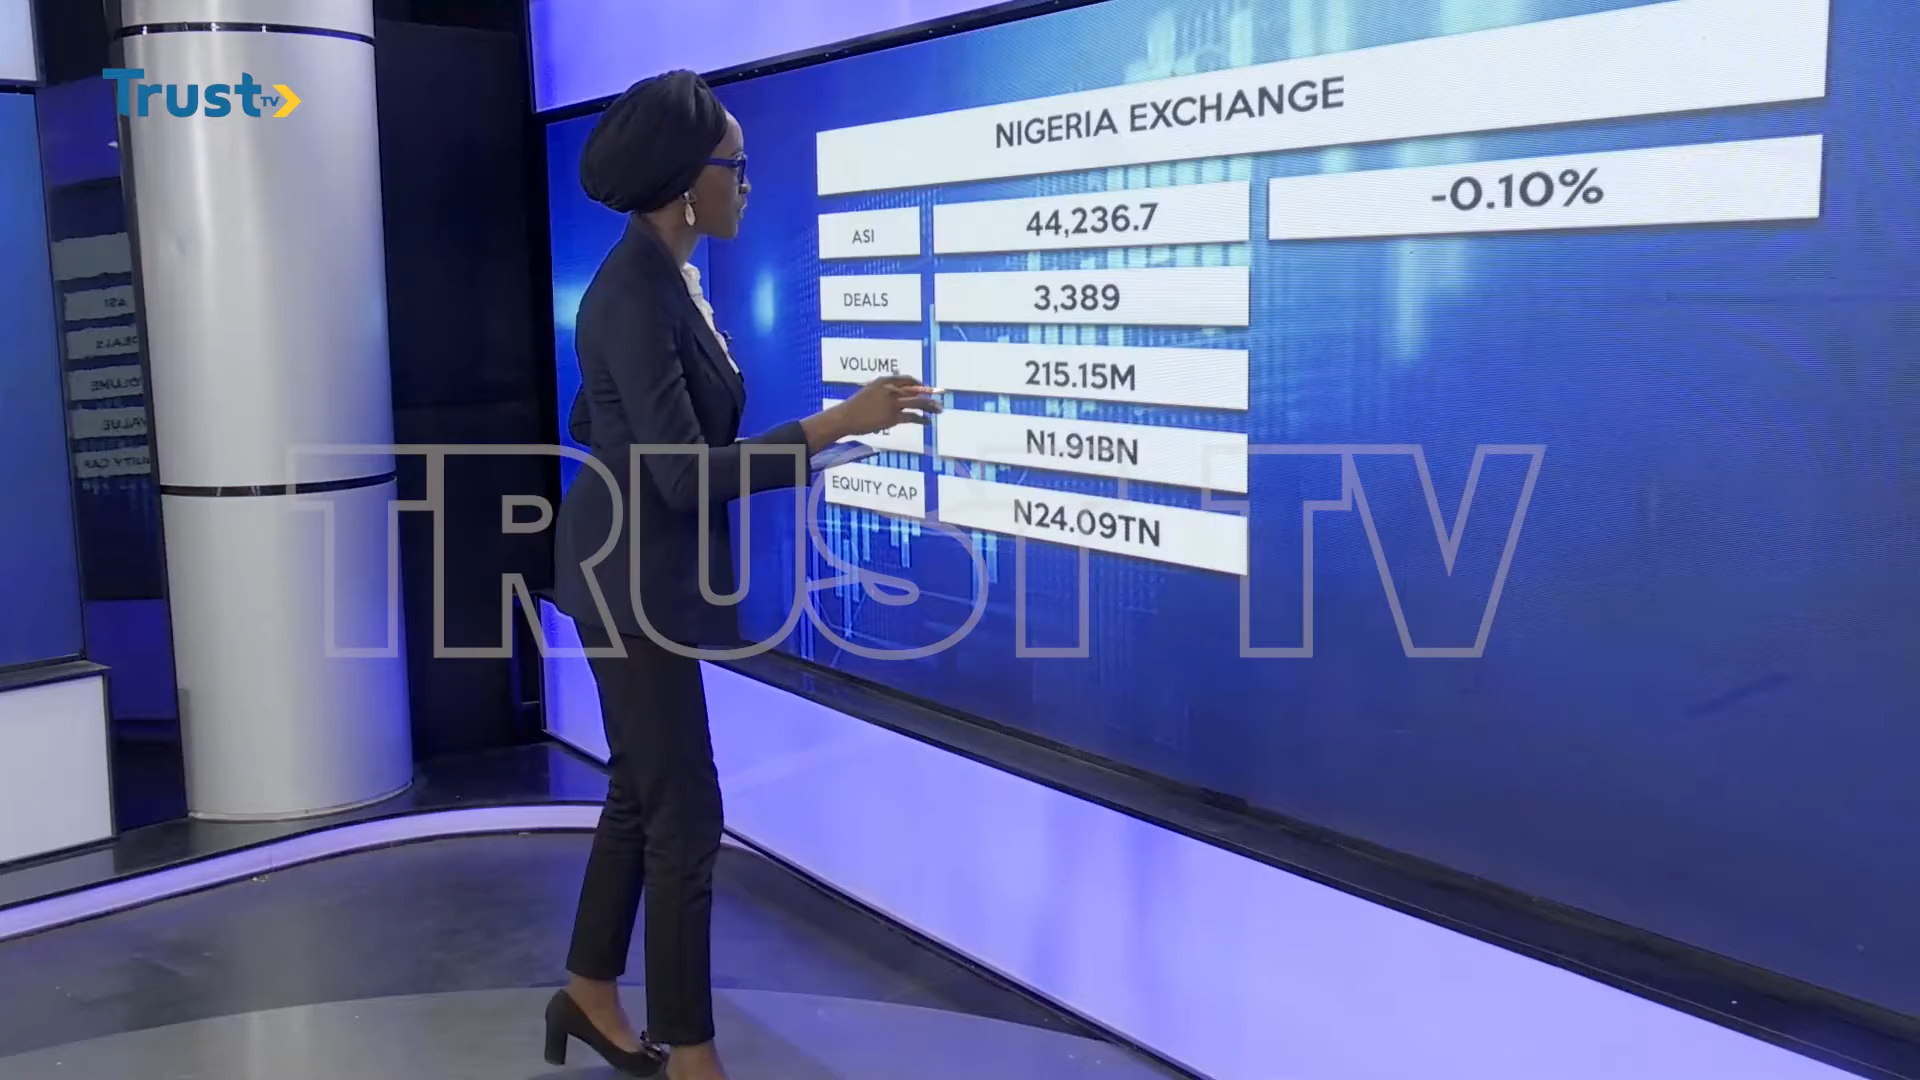 Trust TV
NIGERIA EXCHANGE
ASI 44,236.7 -0.10%
DEALS 3,389
VOLUME 215.15M
N1.91BN
EQUITY CAP N24.09TN
TRUST TV